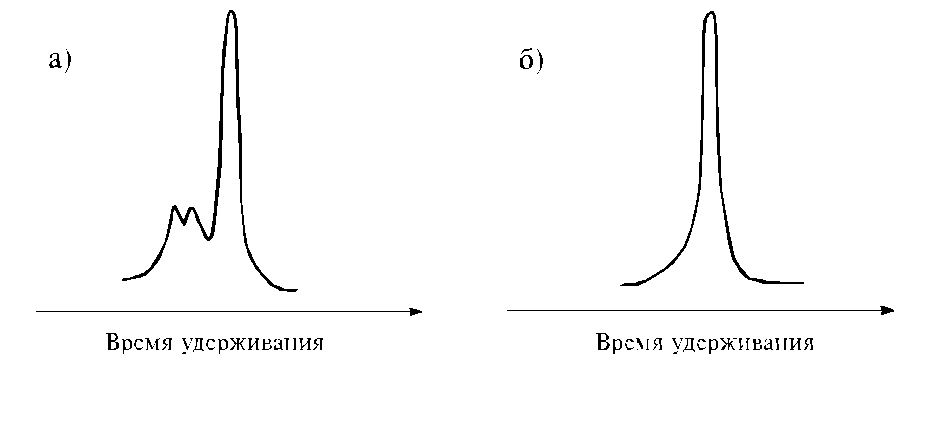 а)
б)
Время удерживания
Время удерживания